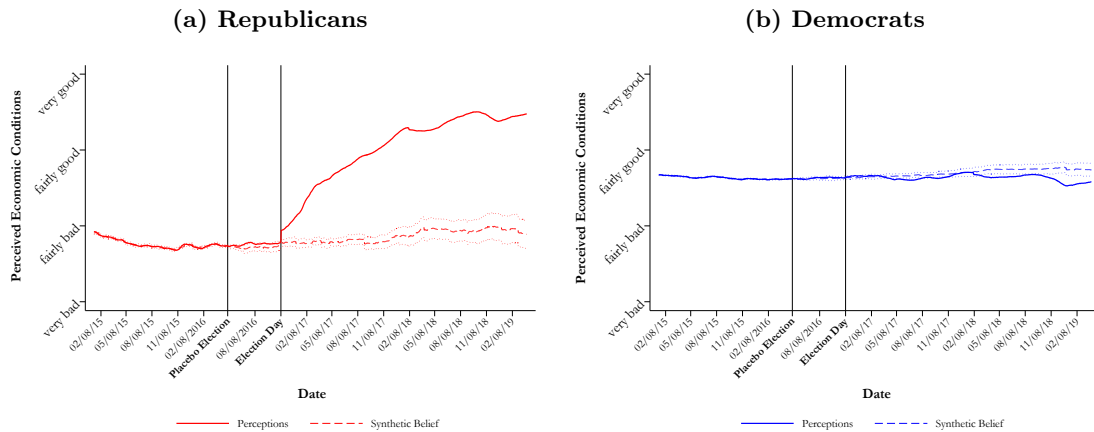 (a) Republicans
Perceived Economic Conditions
very good
fairly good
fairly bad
very bad
02/08/15
05/08/15
08/08/15
11/08/15
02/08/2016
Placebo Election
08/08/2016
Election Day
02/08/17
05/08/17
08/08/17
11/08/17
02/08/18
05/08/18
08/08/18
11/08/18
02/08/19
Date
Perceptions
Synthetic Belief
(b) Democrats
Perceived Economic Conditions
very good
fairly good
fairly bad
very bad
02/08/15
05/08/15
08/08/15
11/08/15
02/08/2016
Placebo Election
08/08/2016
Election Day
02/08/17
05/08/17
08/08/17
11/08/17
02/08/18
05/08/18
08/08/18
11/08/18
02/08/19
Date
Perceptions
Synthetic Belief